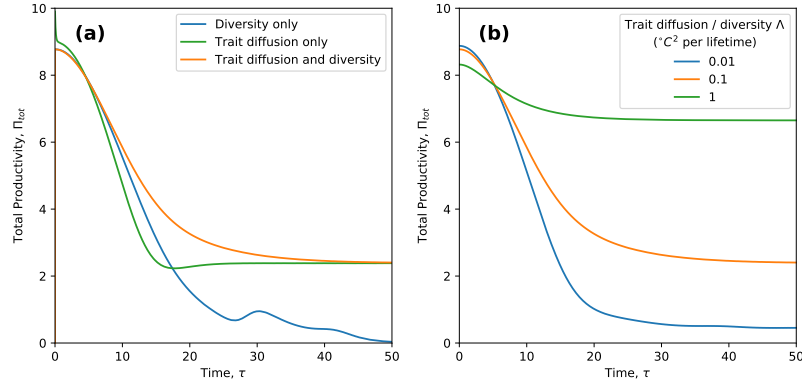 (a)
Diversity only
Trait diffusion only
Trait diffusion and diversity
Total Productivity, Π_tot
10
8
6
4
2
0
0 10 20 30 40 50
Time, τ
(b)
Trait diffusion / diversity Λ
(°C² per lifetime)
0.01
0.1
1
Total Productivity, Π_tot
10
8
6
4
2
0
0 10 20 30 40 50
Time, τ